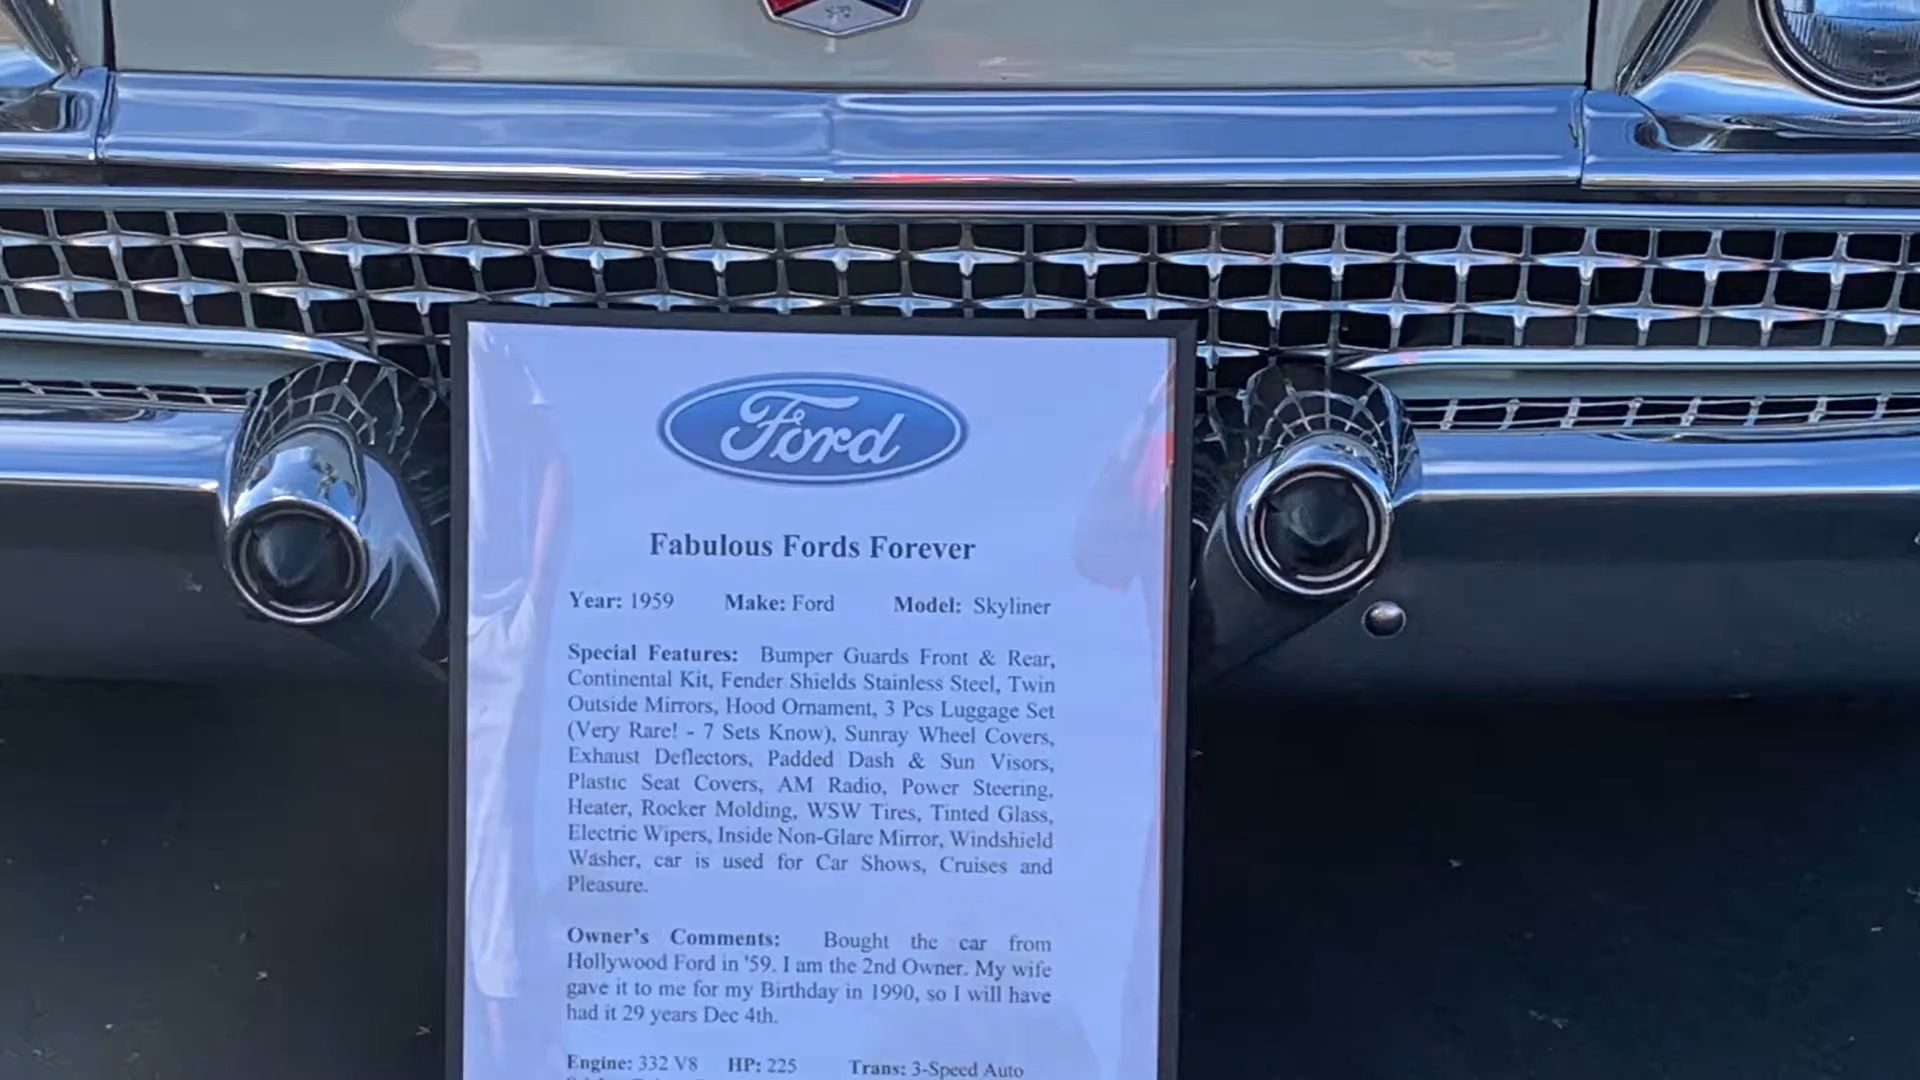 Ford
Fabulous Fords Forever
Year: 1959 Make: Ford Model: Skyliner
Special Features: Bumper Guards Front & Rear,
Continental Kit, Fender Shields Stainless Steel, Twin
Outside Mirrors, Hood Ornament, 3 Pcs Luggage Set
(Very Rare! - 7 Sets Know), Sunray Wheel Covers,
Exhaust Deflectors, Padded Dash & Sun Visors,
Plastic Seat Covers, AM Radio, Power Steering,
Heater, Rocker Molding, WSW Tires, Tinted Glass,
Electric Wipers, Inside Non-Glare Mirror, Windshield
Washer, car is used for Car Shows, Cruises and
Pleasure.
Owner's Comments: Bought the car from
Hollywood Ford in '59. I am the 2nd Owner. My wife
gave it to me for my Birthday in 1990, so I will have
had it 29 years Dec 4th.
Engine: 332 V8 HP: 225 Trans: 3-Speed Auto